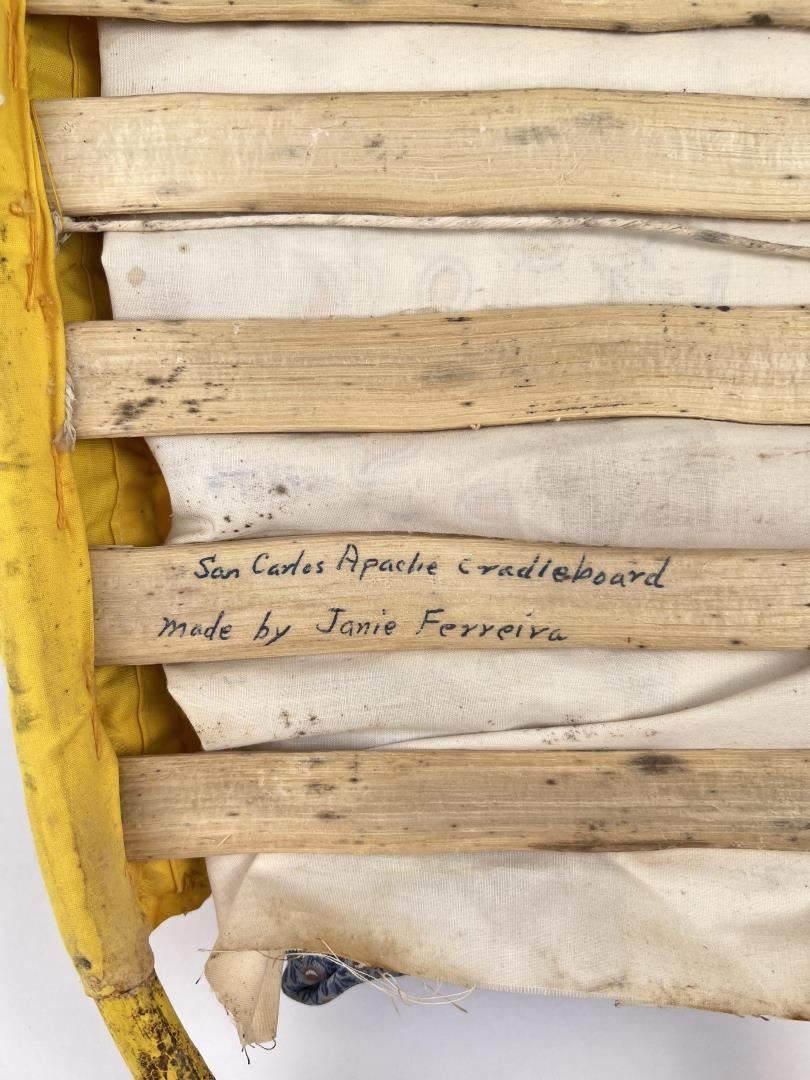 San Carlos Apache cradleboard
made by Janie Ferreira